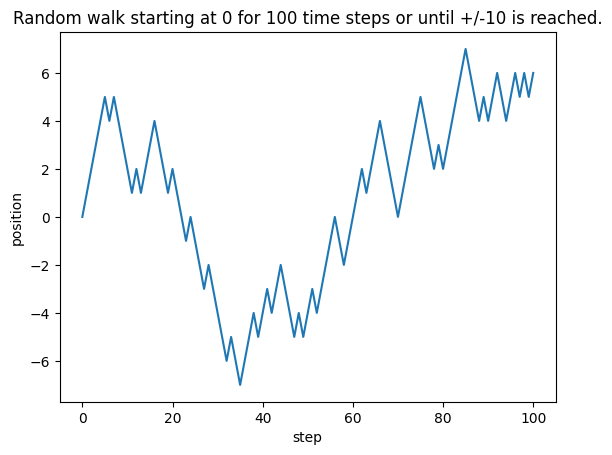 Random walk starting at 0 for 100 time steps or until +/-10 is reached.
6
4
2
0
−2
−4
−6
position
0 20 40 60 80 100
step